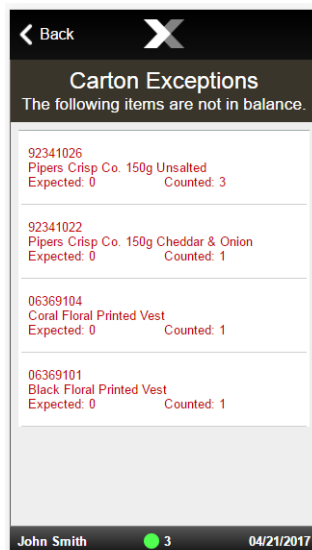 Back
Carton Exceptions
The following items are not in balance.
92341026
Pipers Crisp Co. 150g Unsalted
Expected: 0 Counted: 3
92341022
Pipers Crisp Co. 150g Cheddar & Onion
Expected: 0 Counted: 1
06369104
Coral Floral Printed Vest
Expected: 0 Counted: 1
06369101
Black Floral Printed Vest
Expected: 0 Counted: 1
John Smith 3 04/21/2017